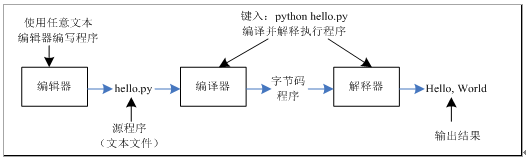 使用任意文本
编辑器编写程序
键入：python hello.py
编译并解释执行程序
编辑器
hello.py
编译器
字节码
程序
解释器
Hello, World
源程序
（文本文件）
输出结果